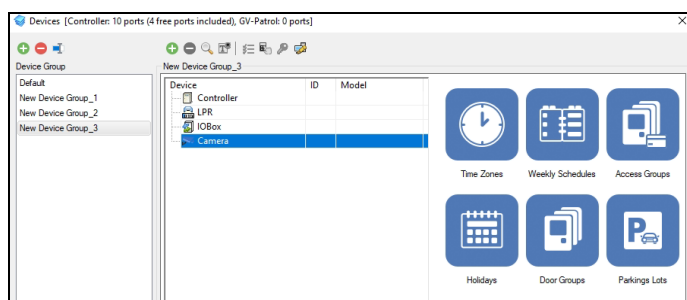 Devices [Controller: 10 ports (4 free ports included), GV-Patrol: 0 ports]
Device Group
New Device Group_3
Default
New Device Group_1
New Device Group_2
New Device Group_3
Device ID Model
Controller
LPR
IOBox
Camera
Time Zones Weekly Schedules Access Groups
Holidays Door Groups Parkings Lots